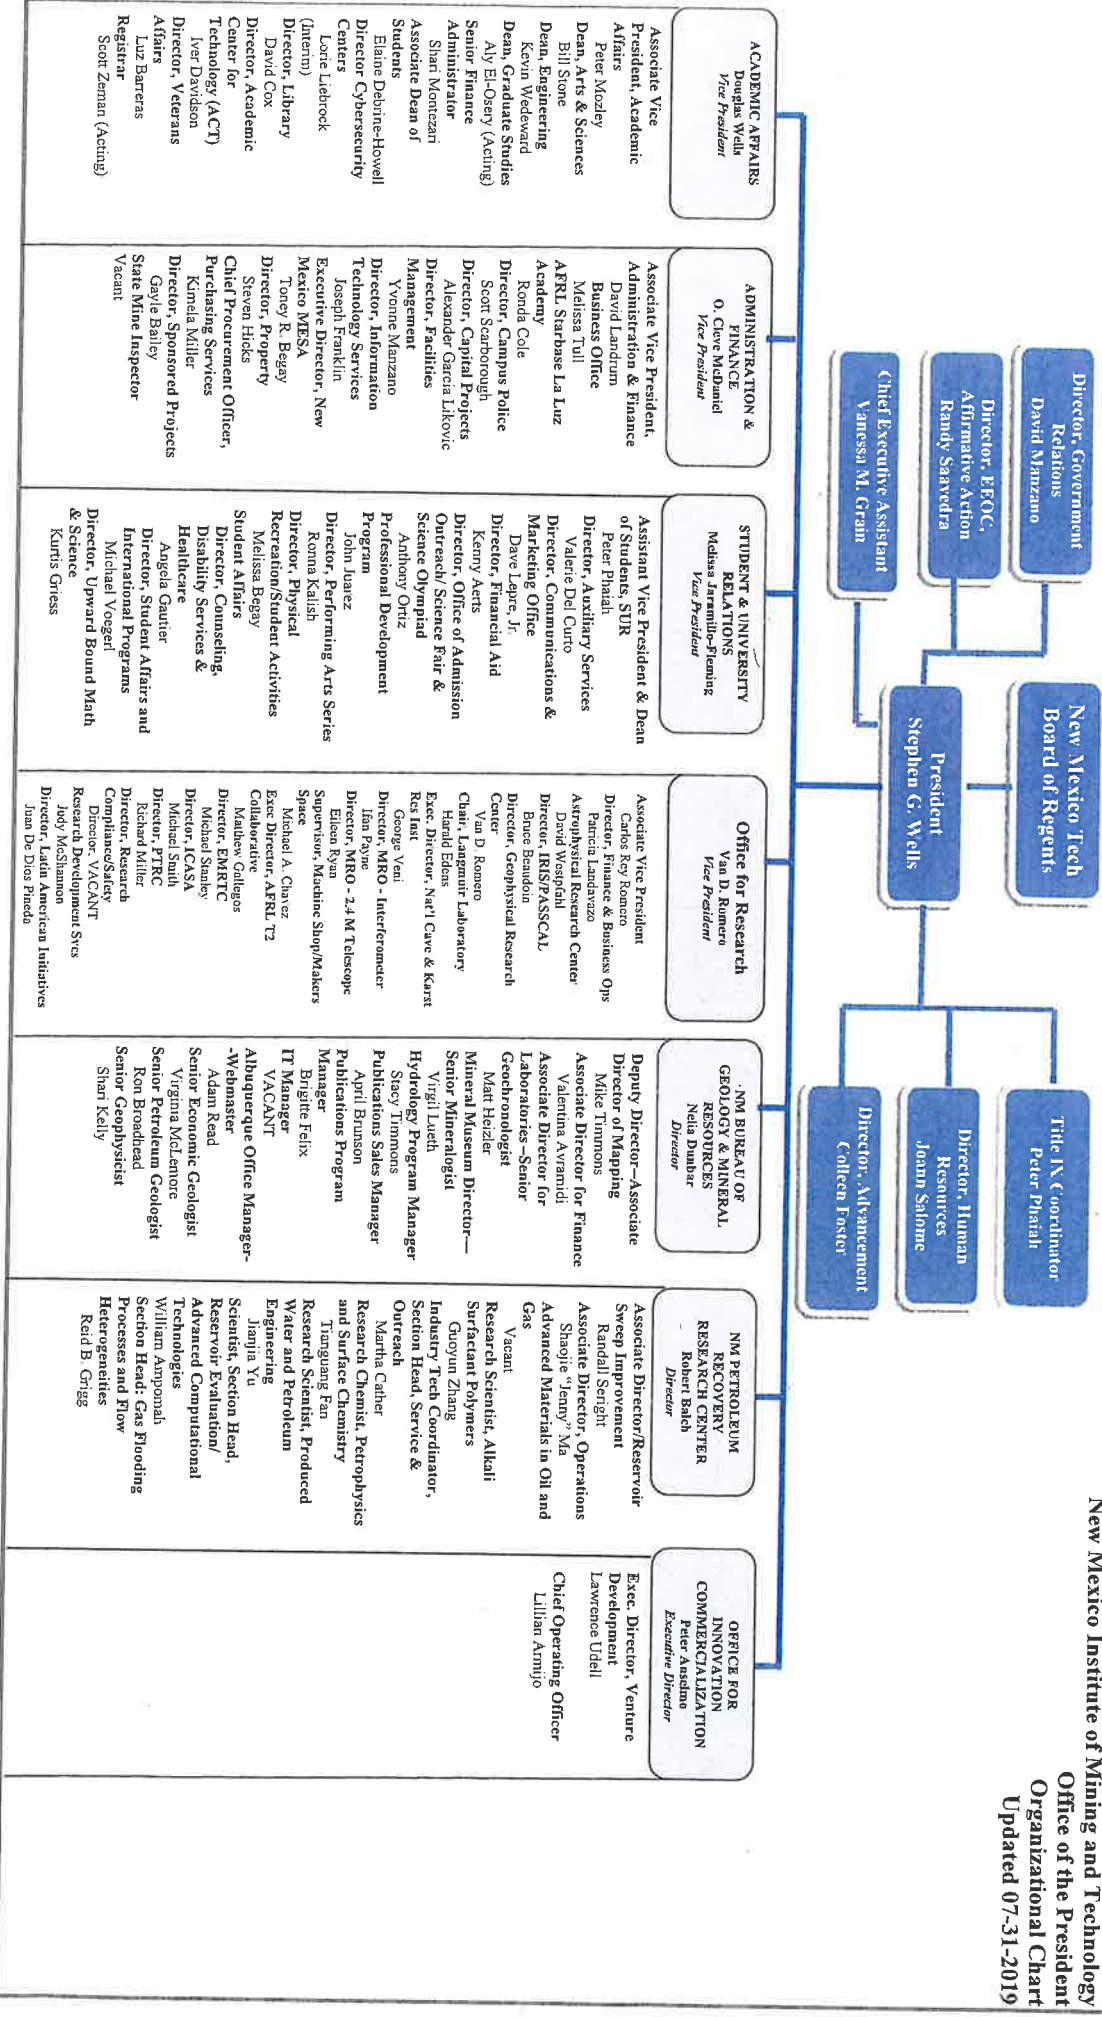 New Mexico Institute of Mining and Technology
Office of the President
Organizational Chart
Updated 07-31-2019
New Mexico Tech
Board of Regents
Director, Government
Relations
David Manzano
Director, EEOC,
Affirmative Action
Randy Saavedra
Chief Executive Assistant
Vanessa M. Grain
President
Stephen G. Wells
Title IX Coordinator
Peter Phaiah
Director, Human
Resources
Joann Salome
Director, Advancement
Colleen Foster
ACADEMIC AFFAIRS
Douglas Wells
Vice President
Associate Vice
President, Academic
Affairs
Peter Mozley
Dean, Arts & Sciences
Bill Stone
Dean, Engineering
Kevin Wedeward
Dean, Graduate Studies
Aly El-Osery (Acting)
Senior Finance
Administrator
Shari Montezari
Associate Dean of
Students
Elaine Debrine-Howell
Director Cybersecurity
Centers
Lorie Liebrock
(Interim)
Director, Library
David Cox
Director, Academic
Center for
Technology (ACT)
Iver Davidson
Director, Veterans
Affairs
Luz Barreras
Registrar
Scott Zeman (Acting)
ADMINISTRATION &
FINANCE
O. Cleve McDaniel
Vice President
Associate Vice President,
Administration & Finance
David Landrum
Business Office
Melissa Tull
AFRL Starbase La Luz
Academy
Ronda Cole
Director, Campus Police
Scott Scarborough
Director, Capital Projects
Alexander Garcia Likovic
Director, Facilities
Management
Yvonne Manzano
Director, Information
Technology Services
Joseph Franklin
Executive Director, New
Mexico MESA
Toney R. Begay
Director, Property
Steven Hicks
Chief Procurement Officer,
Purchasing Services
Kimela Miller
Director, Sponsored Projects
Gayle Bailey
State Mine Inspector
Vacant
STUDENT & UNIVERSITY
RELATIONS
Melissa Jaramillo-Fleming
Vice President
Assistant Vice President & Dean
of Students, SUR
Peter Phaiah
Director, Auxiliary Services
Valerie Del Curto
Director, Communications &
Marketing Office
Dave Lepre, Jr.
Director, Financial Aid
Kenny Aerts
Director, Office of Admission
Outreach/ Science Fair &
Science Olympiad
Anthony Ortiz
Professional Development
Program
John Juarez
Director, Performing Arts Series
Ronna Kalish
Director, Physical
Recreation/Student Activities
Melissa Begay
Student Affairs
Director, Counseling,
Disability Services &
Healthcare
Angela Gautier
Director, Student Affairs and
International Programs
Michael Voegerl
Director, Upward Bound Math
& Science
Kurtis Griess
Office for Research
Van D. Romero
Vice President
Associate Vice President
Carlos Rey Romero
Director, Finance & Business Ops
Patricia Landavazo
Astrophysical Research Center
David Westpfahl
Director, IRIS/PASSCAL
Bruce Beaudoin
Director, Geophysical Research
Center
Van D. Romero
Chair, Langmuir Laboratory
Harald Edens
Exec. Director, Nat'l Cave & Karst
Res Inst
George Veni
Director, MRO - Interferometer
Ifan Payne
Director, MRO - 2.4 M Telescope
Eileen Ryan
Supervisor, Machine Shop/Makers
Space
Michael A. Chavez
Exec Director, AFRL T2
Collaborative
Matthew Gallegos
Director, EMRTC
Michael Stanley
Director, ICASA
Michael Smith
Director, PTRC
Richard Miller
Director, Research
Compliance/Safety
Director, VACANT
Research Development Svcs
Jody McShannon
Director, Latin American Initiatives
Juan De Dios Pineda
NM BUREAU OF
GEOLOGY & MINERAL
RESOURCES
Nelia Dunbar
Director
Deputy Director–Associate
Director of Mapping
Mike Timmons
Associate Director for Finance
Valentina Avramidi
Associate Director for
Laboratories –Senior
Geochronologist
Matt Heizler
Mineral Museum Director—
Senior Mineralogist
Virgil Lueth
Hydrology Program Manager
Stacy Timmons
Publications Sales Manager
April Brunson
Publications Program
Manager
Brigitte Felix
IT Manager
VACANT
Albuquerque Office Manager-
-Webmaster
Adam Read
Senior Economic Geologist
Virginia McLemore
Senior Petroleum Geologist
Ron Broadhead
Senior Geophysicist
Shari Kelly
NM PETROLEUM
RECOVERY
RESEARCH CENTER
Robert Balch
Director
Associate Director/Reservoir
Sweep Improvement
Randall Seright
Associate Director, Operations
Shaojie "Jenny" Ma
Advanced Materials in Oil and
Gas
Vacant
Research Scientist, Alkali
Surfactant Polymers
Guoyun Zhang
Industry Tech Coordinator,
Section Head, Service &
Outreach
Martha Cather
Research Chemist, Petrophysics
and Surface Chemistry
Tianguang Fan
Research Scientist, Produced
Water and Petroleum
Engineering
Jianjia Yu
Scientist, Section Head,
Reservoir Evaluation/
Advanced Computational
Technologies
William Ampomah
Section Head: Gas Flooding
Processes and Flow
Heterogeneities
Reid B. Grigg
OFFICE FOR
INNOVATION
COMMERCIALIZATION
Peter Anselmo
Executive Director
Exec. Director, Venture
Development
Lawrence Udell
Chief Operating Officer
Lillian Armijo